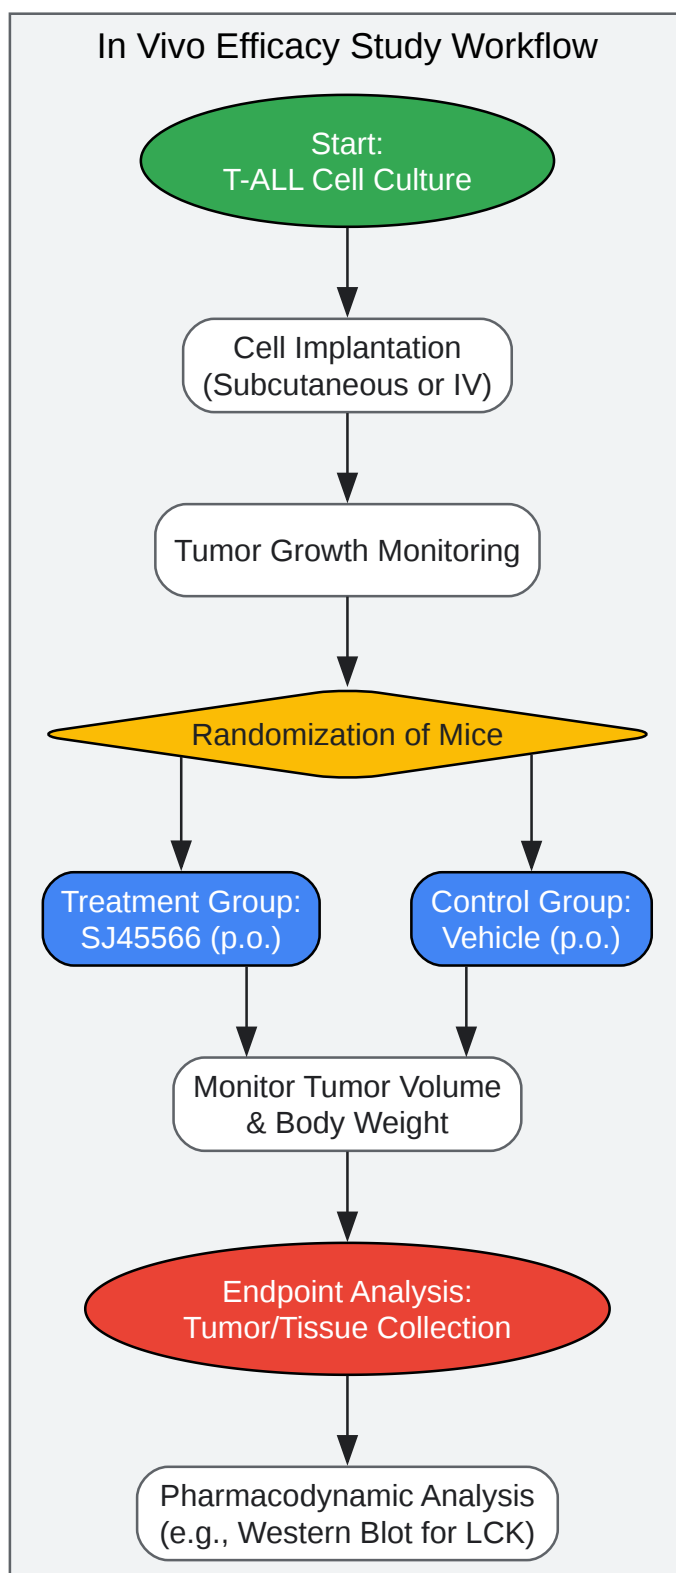 In Vivo Efficacy Study Workflow
Start:
T-ALL Cell Culture
Cell Implantation
(Subcutaneous or IV)
Tumor Growth Monitoring
Randomization of Mice
Treatment Group:
SJ45566 (p.o.)
Control Group:
Vehicle (p.o.)
Monitor Tumor Volume
& Body Weight
Endpoint Analysis:
Tumor/Tissue Collection
Pharmacodynamic Analysis
(e.g., Western Blot for LCK)